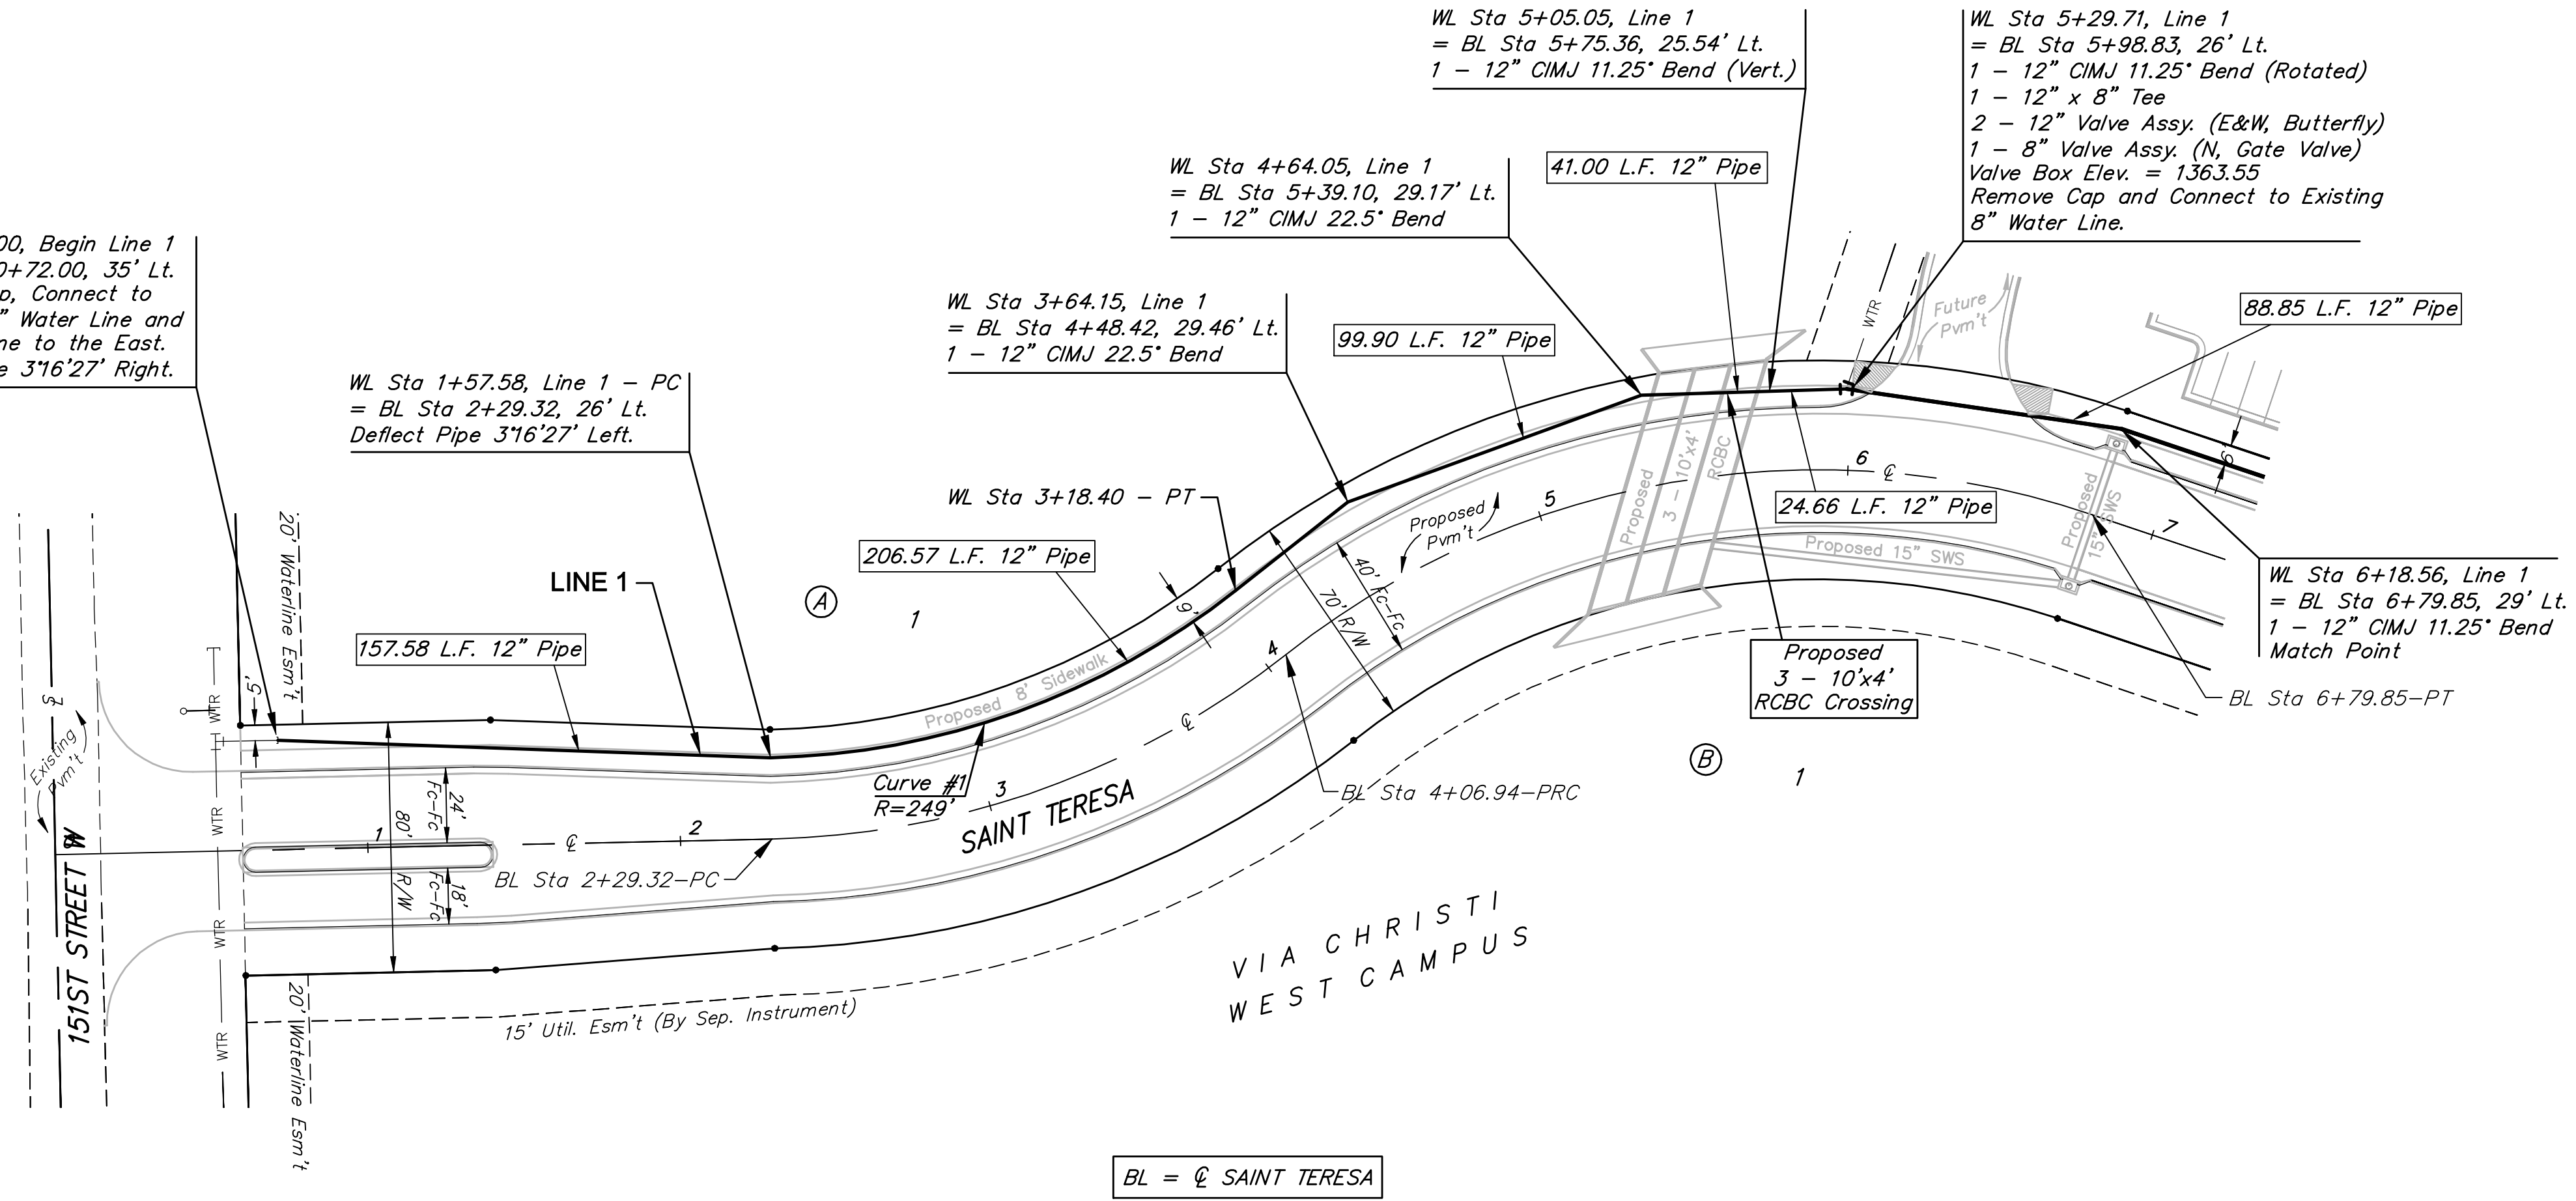 WL Sta 5+05.05, Line 1
= BL Sta 5+75.36, 25.54' Lt.
1 - 12" CIMJ 11.25° Bend (Vert.)
WL Sta 5+29.71, Line 1
= BL Sta 5+98.83, 26' Lt.
1 - 12" CIMJ 11.25° Bend (Rotated)
1 - 12" x 8" Tee
2 - 12" Valve Assy. (E&W, Butterfly)
1 - 8" Valve Assy. (N, Gate Valve)
Valve Box Elev. = 1363.55
Remove Cap and Connect to Existing
8" Water Line.
WL Sta 4+64.05, Line 1
= BL Sta 5+39.10, 29.17' Lt.
1 - 12" CIMJ 22.5° Bend
41.00 L.F. 12" Pipe
00, Begin Line 1
0+72.00, 35' Lt.
p, Connect to
" Water Line and
ne to the East.
e 3°16'27' Right.
WL Sta 3+64.15, Line 1
= BL Sta 4+48.42, 29.46' Lt.
1 - 12" CIMJ 22.5° Bend
99.90 L.F. 12" Pipe
WTR
Future
Pvm't
88.85 L.F. 12" Pipe
WL Sta 1+57.58, Line 1 - PC
= BL Sta 2+29.32, 26' Lt.
Deflect Pipe 3°16'27' Left.
WL Sta 3+18.40 - PT
206.57 L.F. 12" Pipe
LINE 1
A
1
157.58 L.F. 12" Pipe
20' Waterline Esm't
5'
WTR
Existing
Pvm't
℄
9'
Proposed 8' Sidewalk
Curve #1
R=249'
40' Fc-Fc
70' R/W
Proposed
Pvm't
Proposed
3 - 10'x4'
RCBC
5
6
℄
7
24.66 L.F. 12" Pipe
Proposed 15" SWS
Proposed
15" SWS
6'
WL Sta 6+18.56, Line 1
= BL Sta 6+79.85, 29' Lt.
1 - 12" CIMJ 11.25° Bend
Match Point
Proposed
3 - 10'x4'
RCBC Crossing
BL Sta 6+79.85-PT
B
1
4
℄
3
BL Sta 4+06.94-PRC
SAINT TERESA
1
℄
2
BL Sta 2+29.32-PC
24'
Fc-Fc
80'
R/W
18'
Fc-Fc
WTR
WTR
WTR
151ST STREET W
20' Waterline Esm't
15' Util. Esm't (By Sep. Instrument)
VIA CHRISTI
WEST CAMPUS
BL = ℄ SAINT TERESA